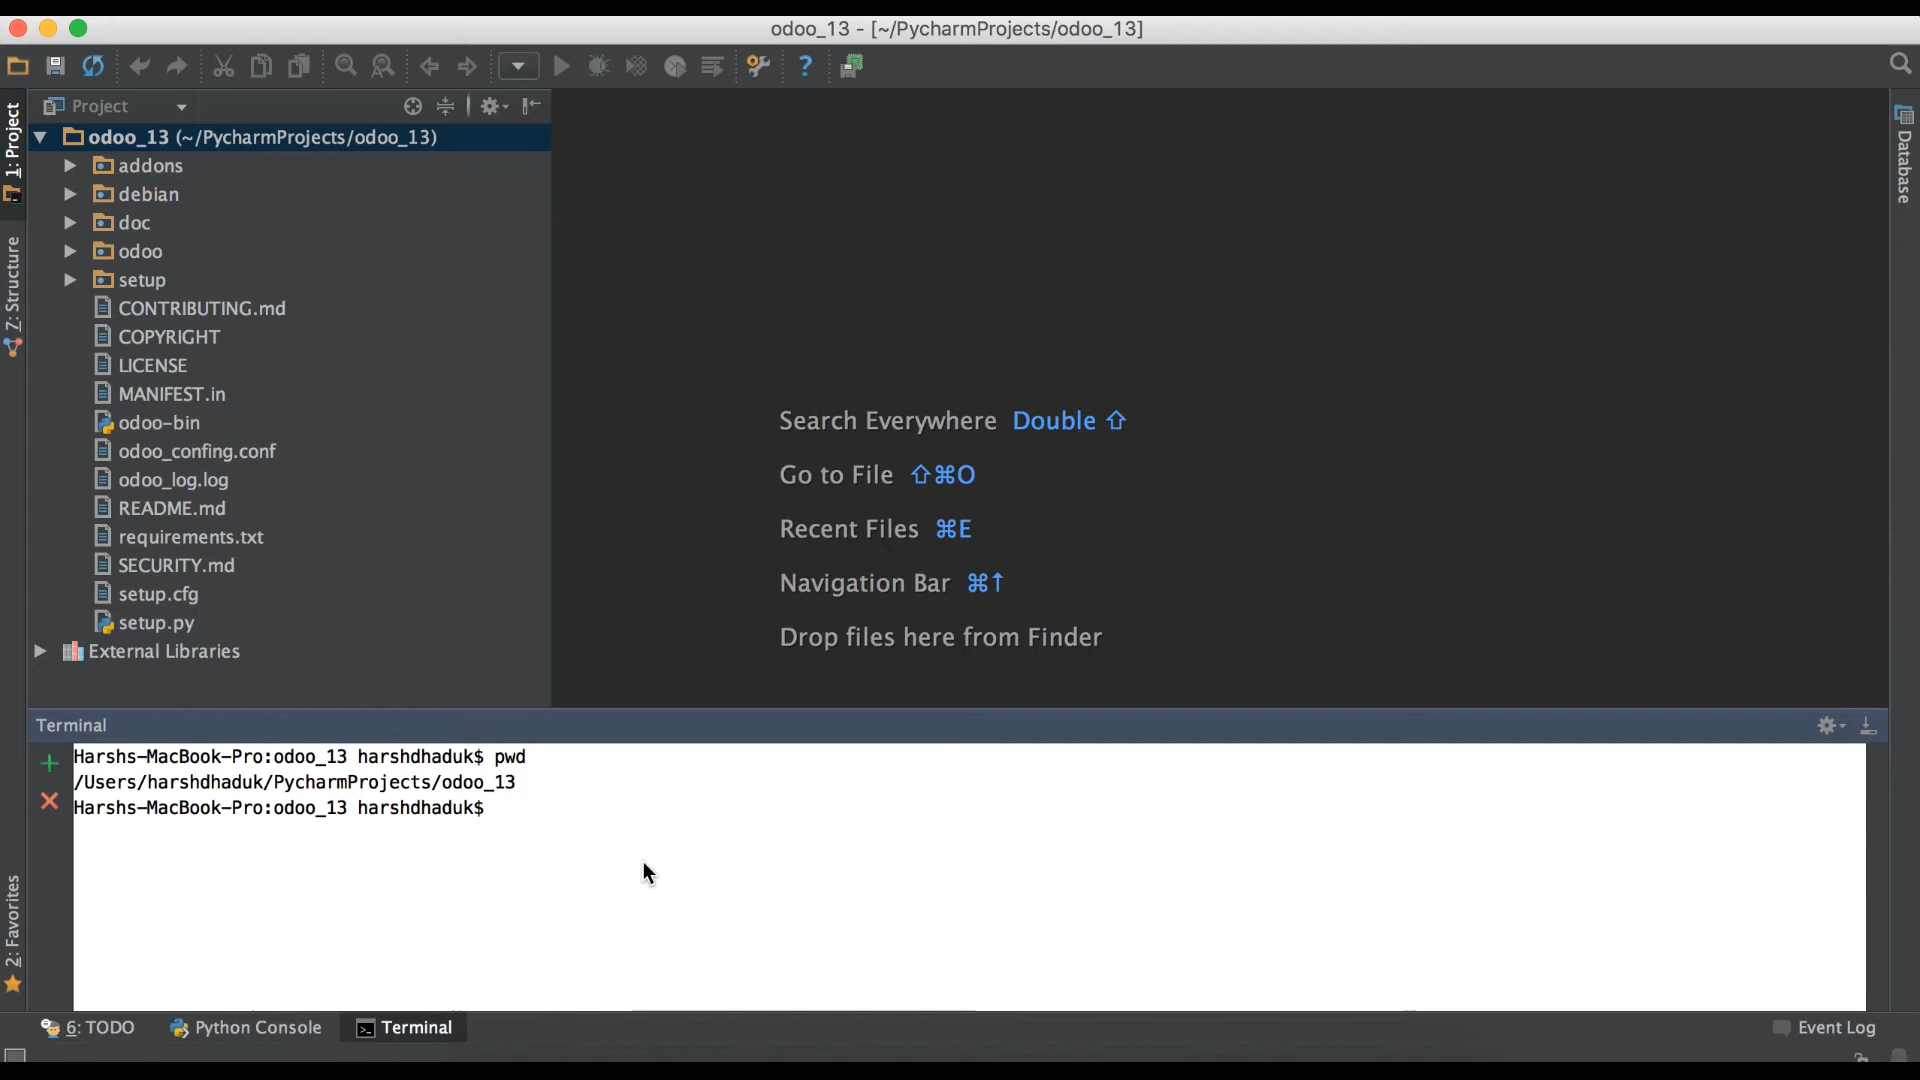 odoo_13 - [~/PycharmProjects/odoo_13]
Project
odoo_13 (~/PycharmProjects/odoo_13)
addons
debian
doc
odoo
setup
CONTRIBUTING.md
COPYRIGHT
LICENSE
MANIFEST.in
odoo-bin
odoo_confing.conf
odoo_log.log
README.md
requirements.txt
SECURITY.md
setup.cfg
setup.py
External Libraries
1: Project
7: Structure
2: Favorites
Database
Search Everywhere Double ⇧
Go to File ⇧⌘O
Recent Files ⌘E
Navigation Bar ⌘↑
Drop files here from Finder
Terminal
Harshs-MacBook-Pro:odoo_13 harshdhaduk$ pwd
/Users/harshdhaduk/PycharmProjects/odoo_13
Harshs-MacBook-Pro:odoo_13 harshdhaduk$
6: TODO
Python Console
Terminal
Event Log